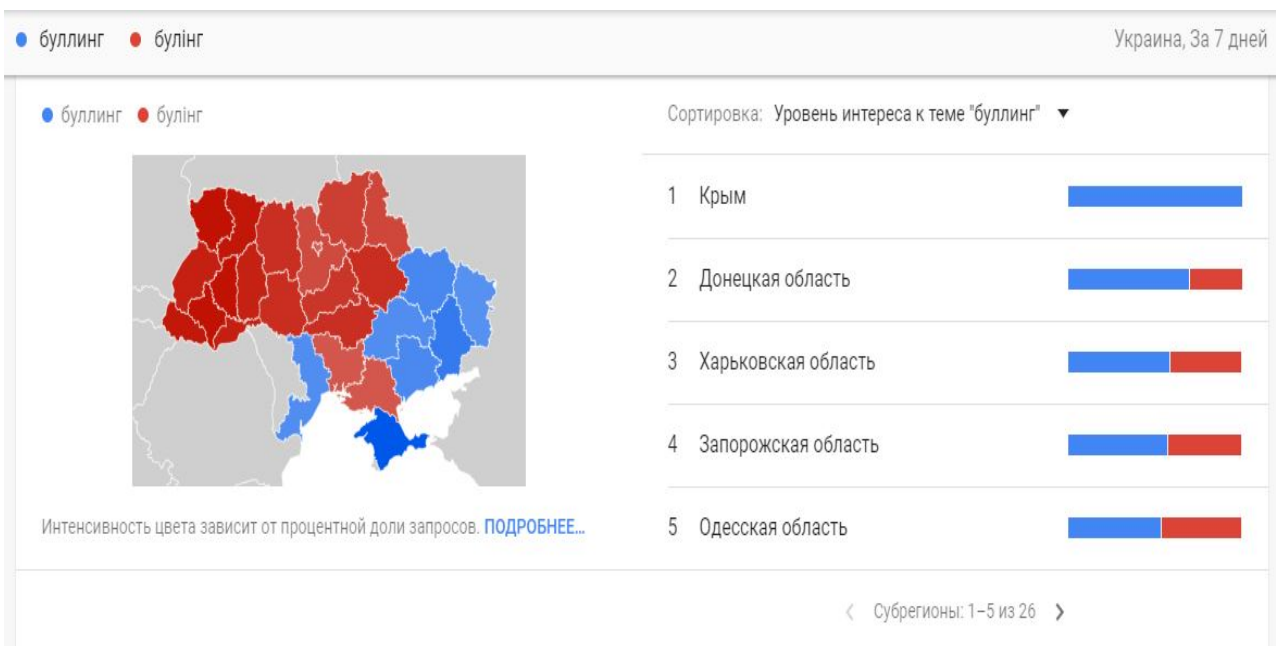 буллинг булінг Украина, За 7 дней
буллинг булінг
Сортировка: Уровень интереса к теме "буллинг"
1 Крым
2 Донецкая область
3 Харьковская область
4 Запорожская область
5 Одесская область
Интенсивность цвета зависит от процентной доли запросов. ПОДРОБНЕЕ...
Субрегионы: 1–5 из 26